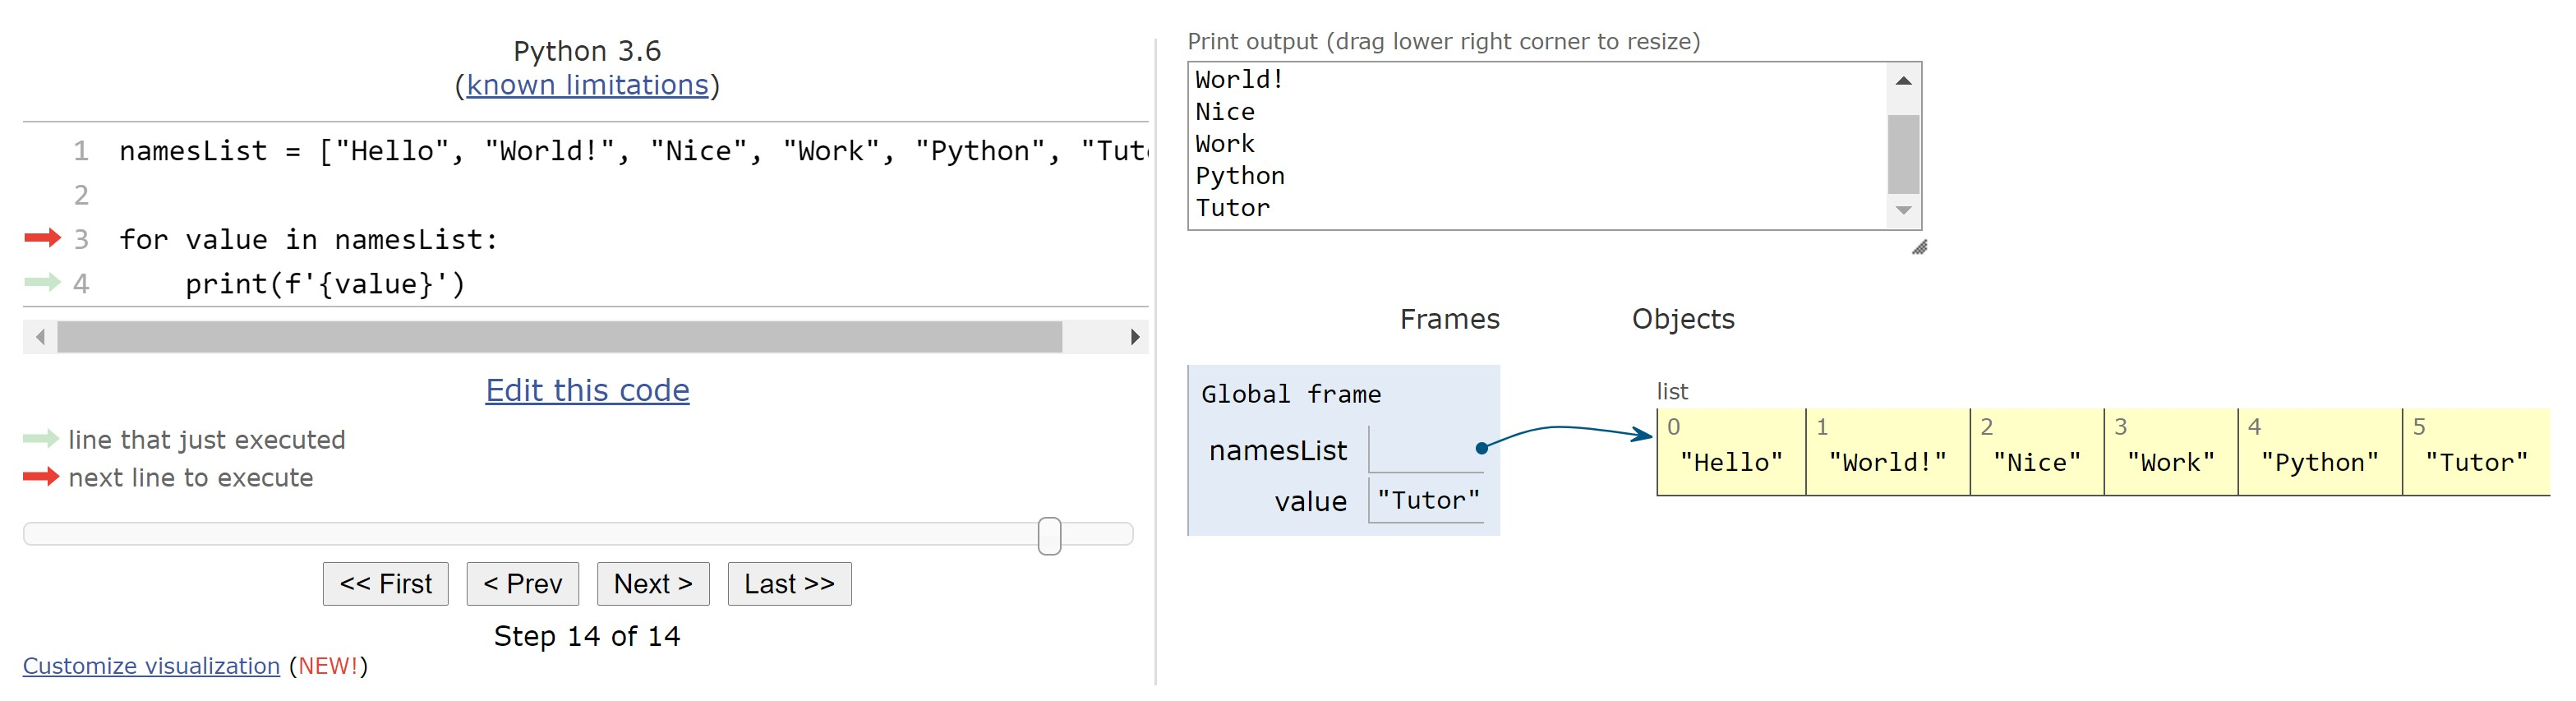 Python 3.6
(known limitations)
1 namesList = ["Hello", "World!", "Nice", "Work", "Python", "Tut
2
3 for value in namesList:
4 print(f'{value}')
Edit this code
line that just executed
next line to execute
<< First < Prev Next > Last >>
Step 14 of 14
Customize visualization (NEW!)
Print output (drag lower right corner to resize)
World!
Nice
Work
Python
Tutor
Frames Objects
Global frame
namesList
value "Tutor"
list
0 1 2 3 4 5
"Hello" "World!" "Nice" "Work" "Python" "Tutor"